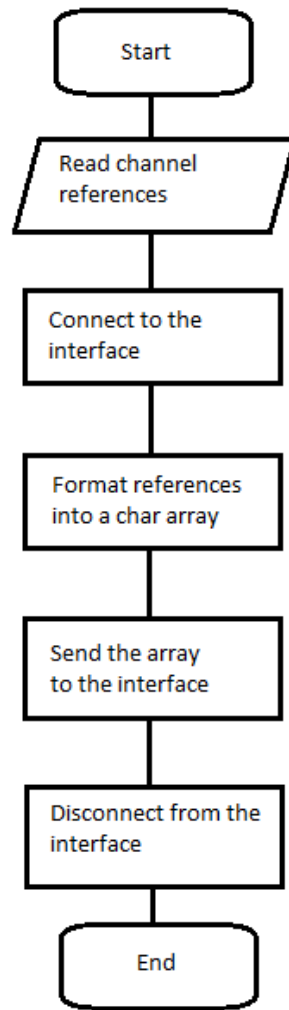 Start
Read channel
references
Connect to the
interface
Format references
into a char array
Send the array
to the interface
Disconnect from the
interface
End